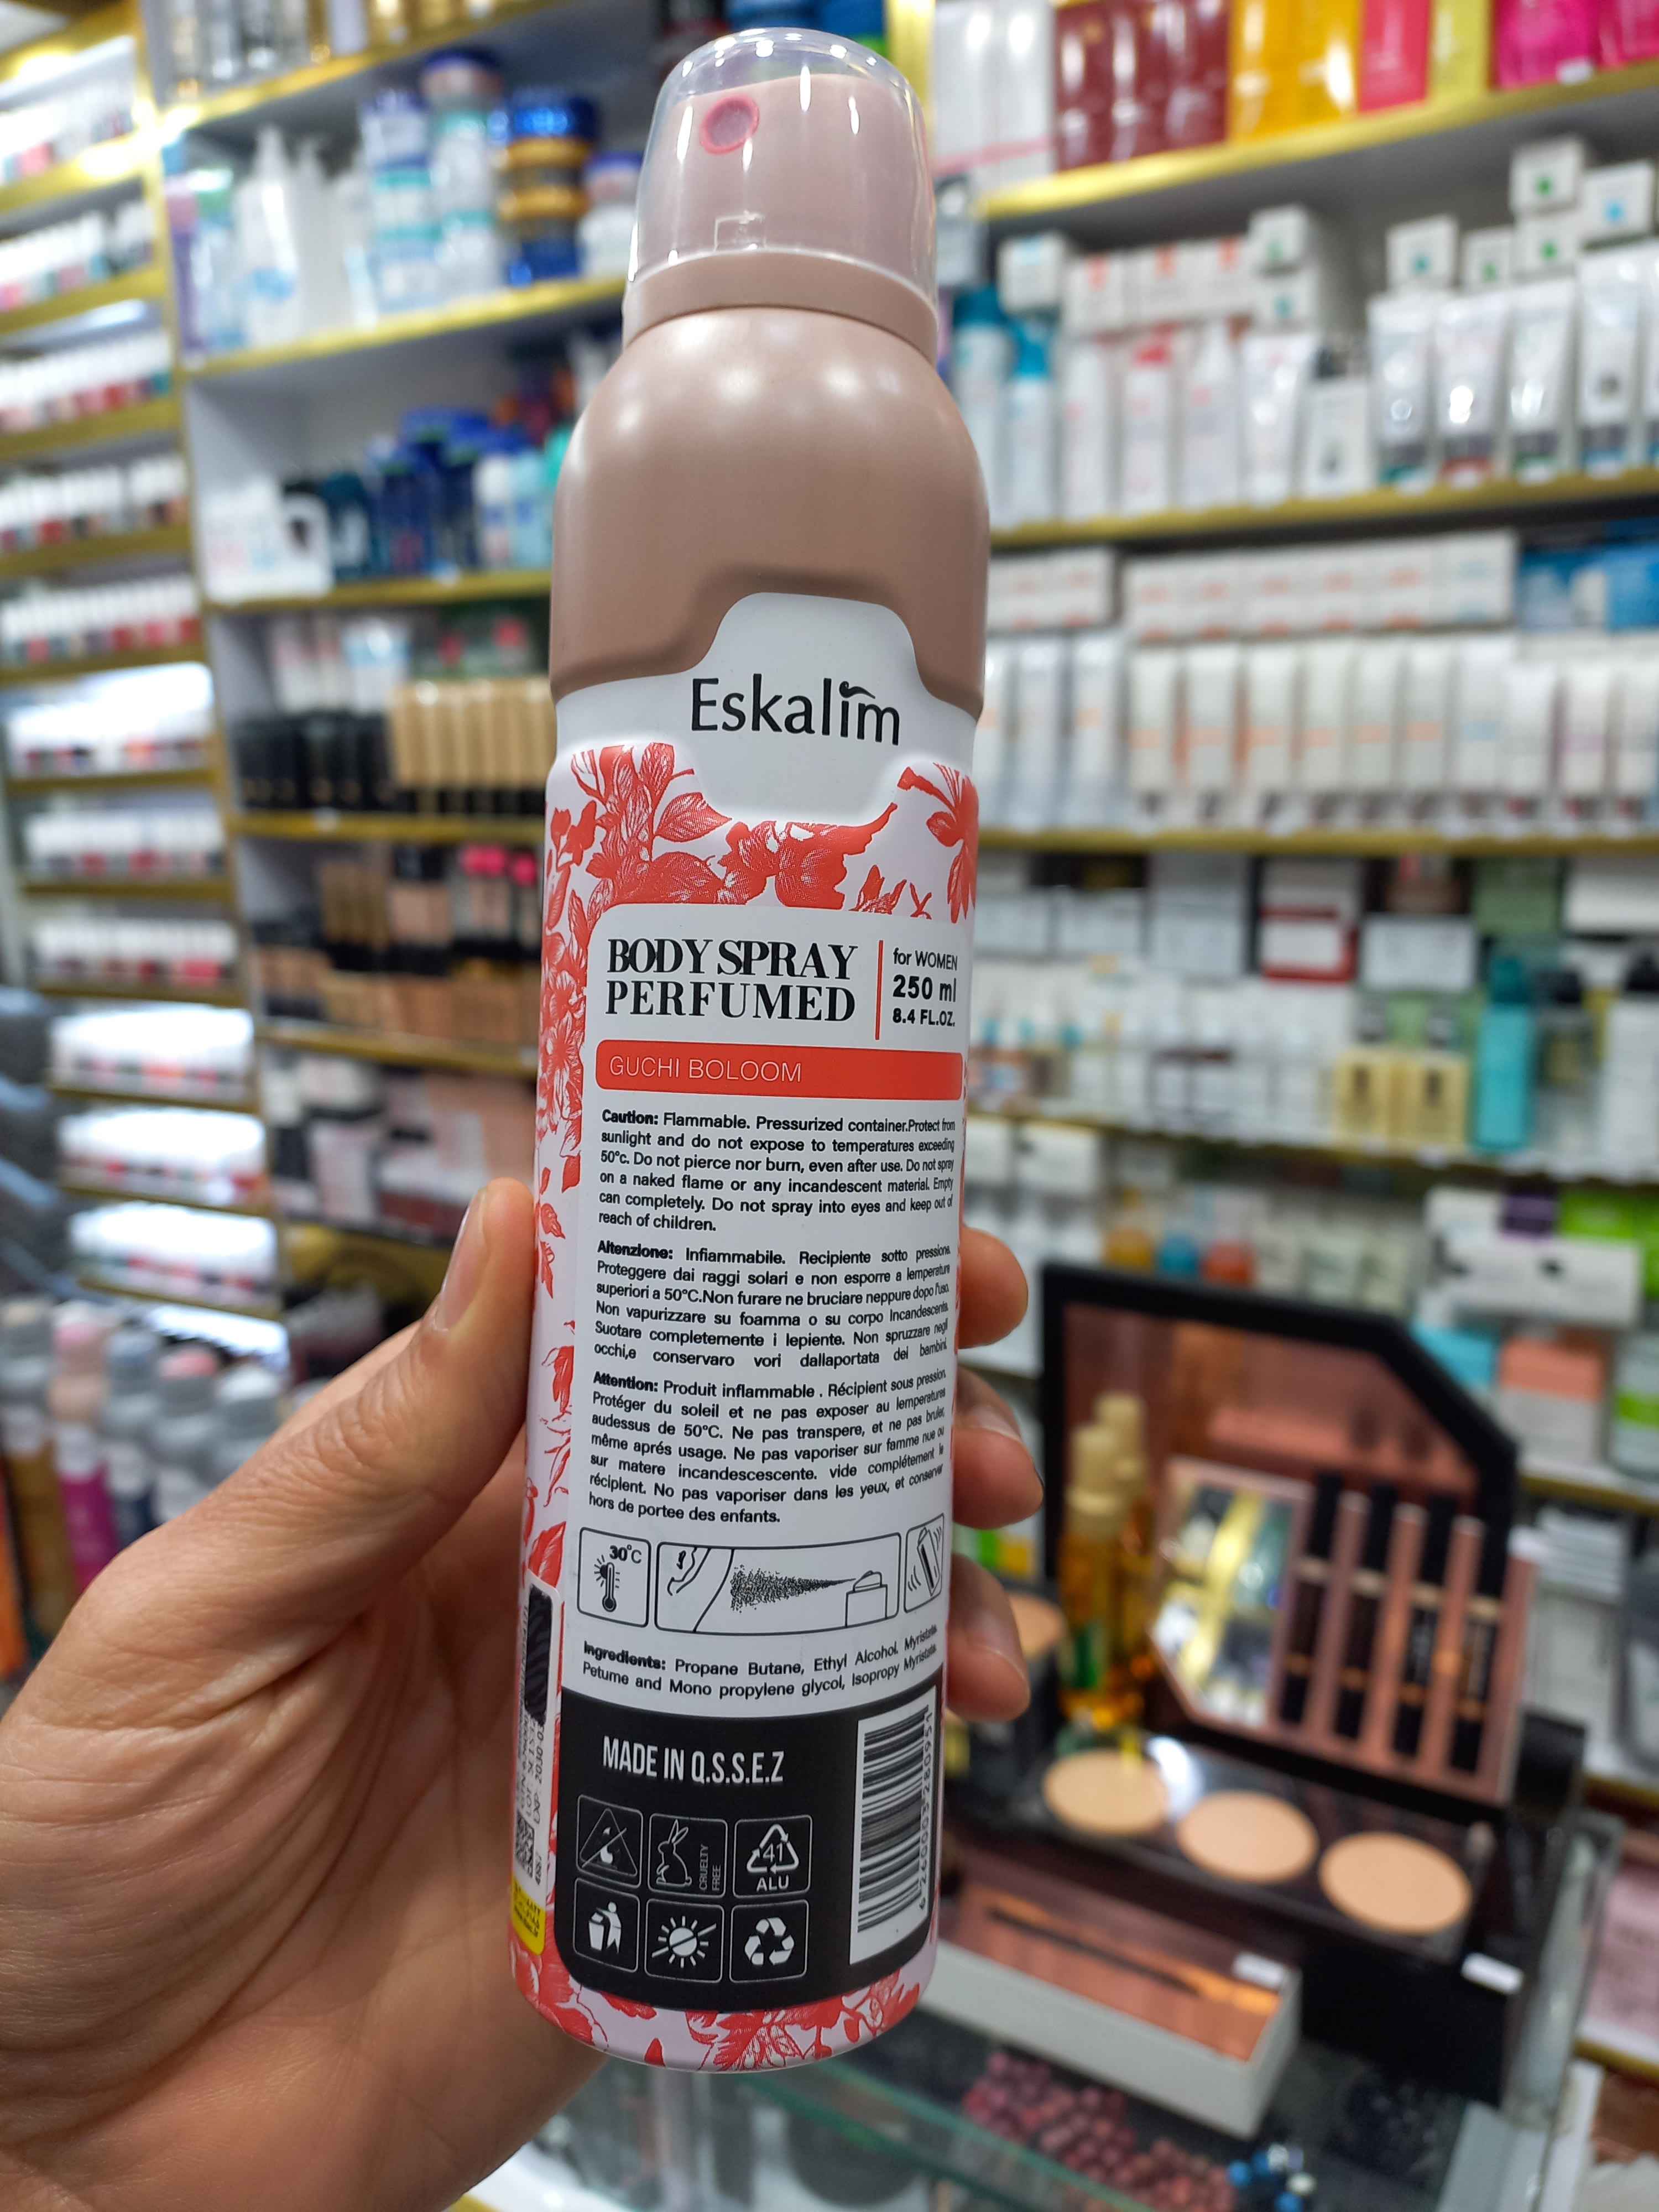 Eskalim
BODY SPRAY
PERFUMED
for WOMEN
250 ml
8.4 FL.OZ.
GUCHI BOLOOM
Caution: Flammable. Pressurized container.Protect from
sunlight and do not expose to temperatures exceeding
50°c. Do not pierce nor burn, even after use. Do not spray
on a naked flame or any incandescent material. Empty
can completely. Do not spray into eyes and keep out of
reach of children.
Altenzione: Infiammabile. Recipiente sotto pressione.
Proteggere dai raggi solari e non esporre a lemperature
superiori a 50°C.Non furare ne bruciare neppure dopo l'uso.
Non vapurizzare su foamma o su corpo Incandescents.
Suotare completemente i lepiente. Non spruzzare negli
occhi,e conservaro vori dallaportata dei bambini.
Attention: Produit inflammable . Récipient sous pression.
Protéger du soleil et ne pas exposer au lemperatures
audessus de 50°C. Ne pas transpere, et ne pas bruler,
même aprés usage. Ne pas vaporiser sur famme nue ou
sur matere incandescescente. vide complétement le
récipient. No pas vaporiser dans les yeux, et conserver
hors de portee des enfants.
30°C
Ingredients: Propane Butane, Ethyl Alcohol, Myristate.
Petume and Mono propylene glycol, Isopropy Myristate.
MADE IN Q.S.S.E.Z
CRUELTY
FREE
41
ALU